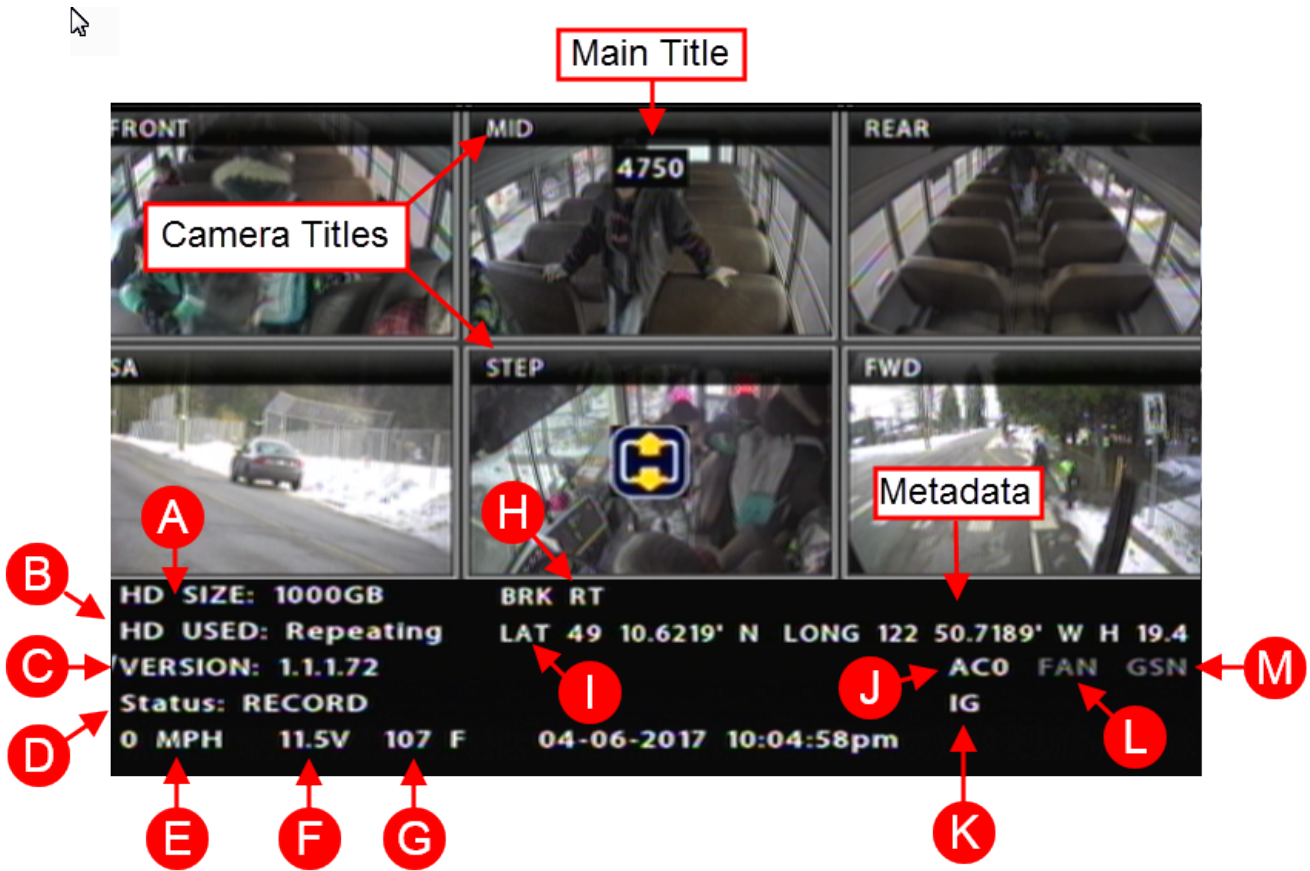 Main Title
FRONT
MID
REAR
4750
Camera Titles
SA
STEP
FWD
Metadata
A
H
B
HD SIZE: 1000GB
BRK RT
HD USED: Repeating
LAT 49 10.6219' N LONG 122 50.7189' W H 19.4
C
/VERSION: 1.1.1.72
I
J
AC0 FAN GSN
M
Status: RECORD
IG
D
L
0 MPH 11.5V 107 F
04-06-2017 10:04:58pm
E
F
G
K